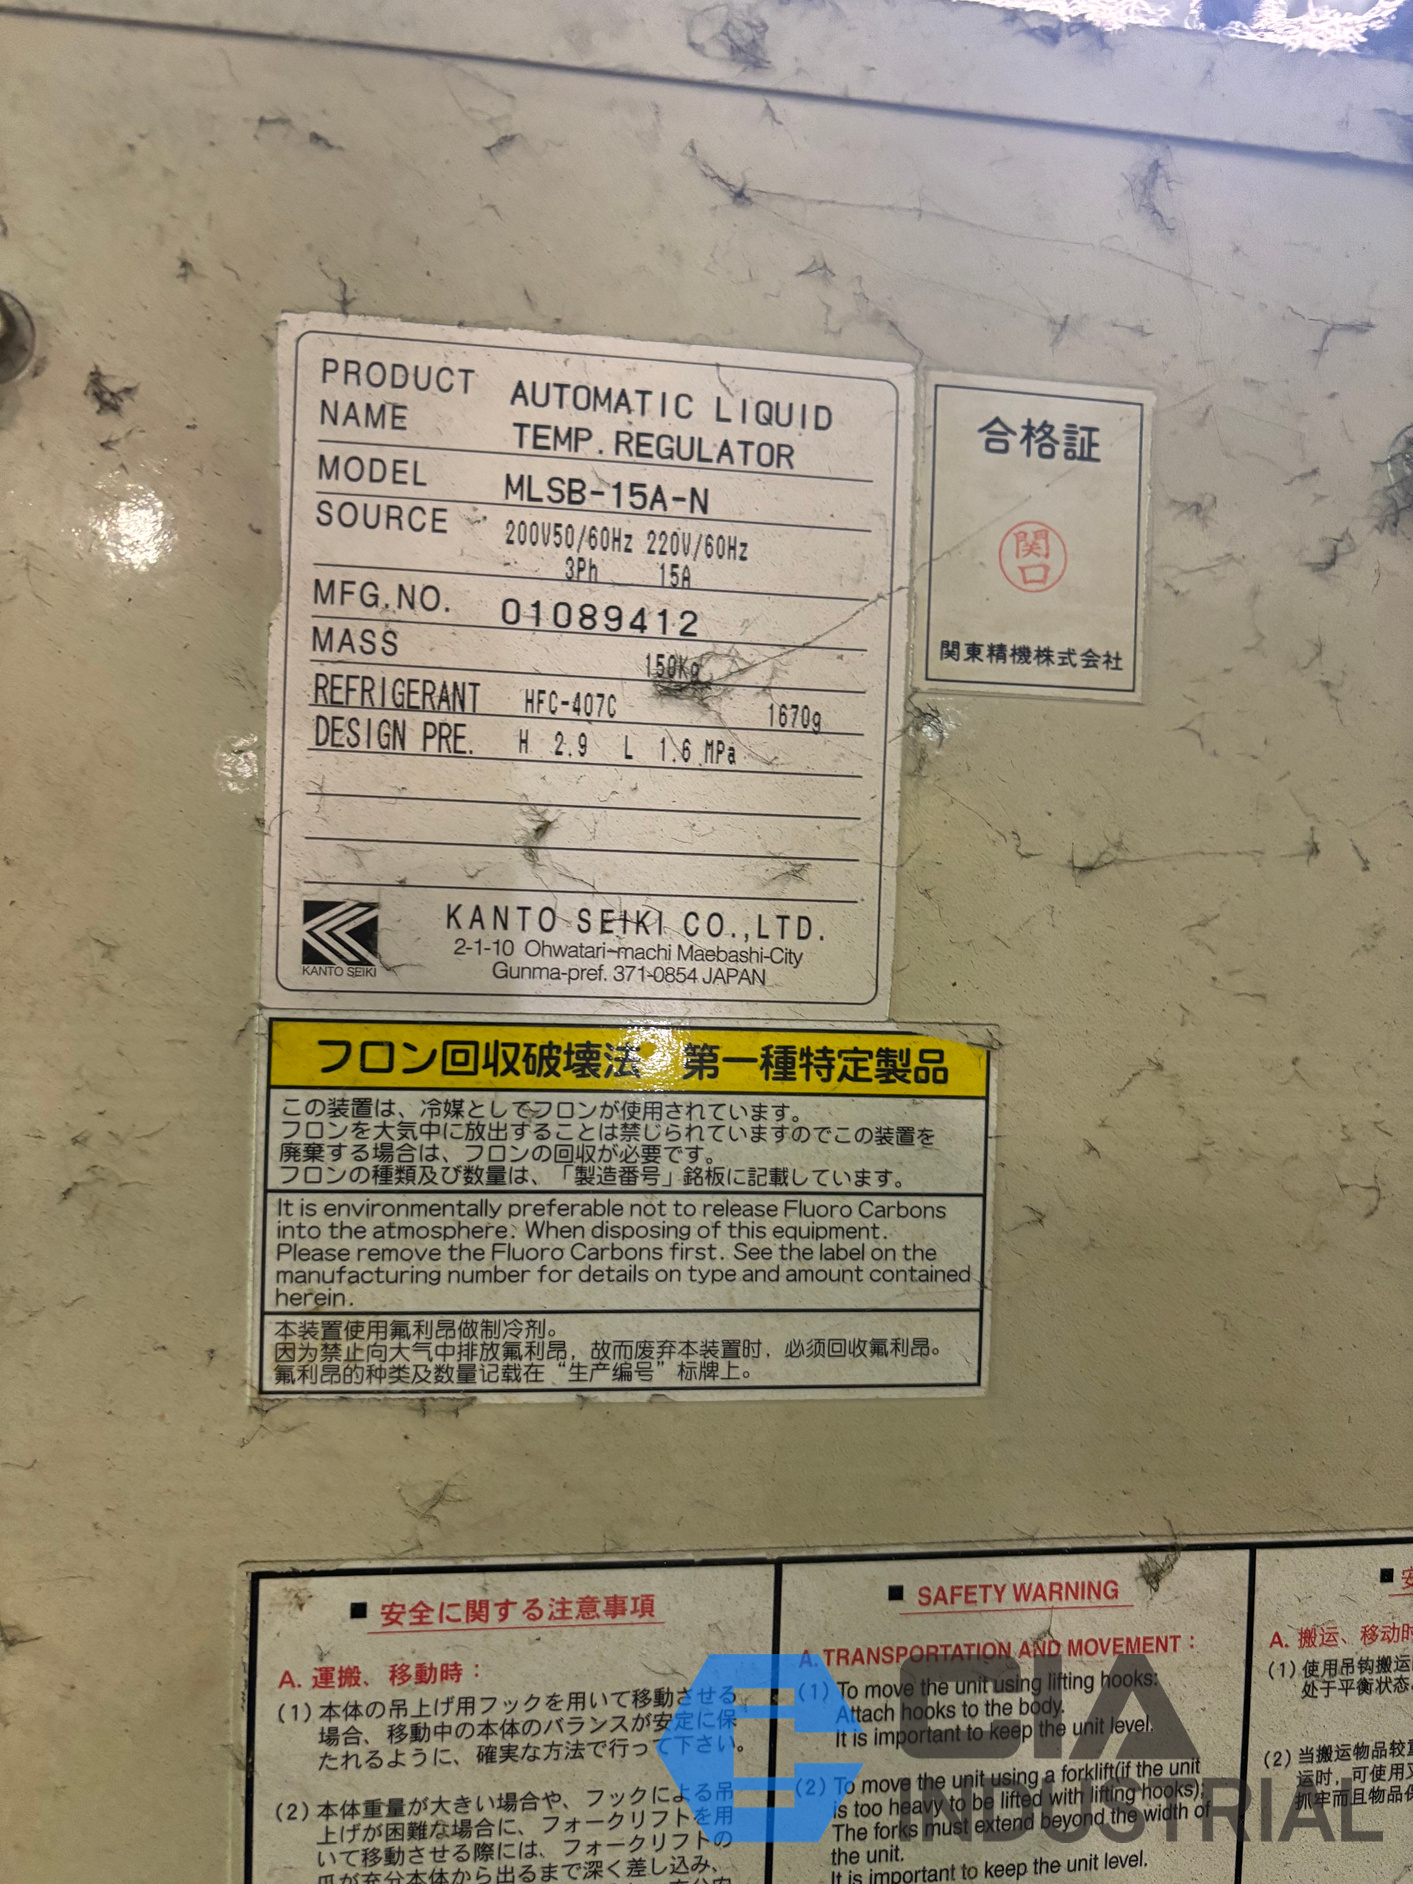 PRODUCT NAME AUTOMATIC LIQUID TEMP. REGULATOR
MODEL MLSB-15A-N
SOURCE 200V50/60Hz 220V/60Hz
3Ph 15A
MFG.NO. 01089412
MASS 150Kg
REFRIGERANT HFC-407C 1670g
DESIGN PRE. H 2.9 L 1.6 MPa
KANTO SEIKI
KANTO SEIKI CO.,LTD.
2-1-10 Ohwatari-machi Maebashi-City
Gunma-pref. 371-0854 JAPAN
合格証
関口
関東精機株式会社
フロン回収破壊法 第一種特定製品
この装置は、冷媒としてフロンが使用されています。
フロンを大気中に放出することは禁じられていますのでこの装置を
廃棄する場合は、フロンの回収が必要です。
フロンの種類及び数量は、「製造番号」銘板に記載しています。
It is environmentally preferable not to release Fluoro Carbons
into the atmosphere. When disposing of this equipment.
Please remove the Fluoro Carbons first. See the label on the
manufacturing number for details on type and amount contained
herein.
本装置使用氟利昂做制冷剂。
因为禁止向大气中排放氟利昂，故而废弃本装置时，必须回收氟利昂。
氟利昂的种类及数量记载在“生产编号”标牌上。
■ 安全に関する注意事項
A. 運搬、移動時：
(1) 本体の吊上げ用フックを用いて移動させる
場合、移動中の本体のバランスが安定に保
たれるように、確実な方法で行って下さい。
(2) 本体重量が大きい場合や、フックによる吊
上げが困難な場合に、フォークリフトを用
いて移動させる際には、フォークリフトの
爪が充分本体から出るまで深く差し込み、
■ SAFETY WARNING
A. TRANSPORTATION AND MOVEMENT：
(1) To move the unit using lifting hooks:
Attach hooks to the body.
It is important to keep the unit level.
(2) To move the unit using a forklift(if the unit
is too heavy to be lifted with lifting hooks);
The forks must extend beyond the width of
the unit.
It is important to keep the unit level.
■ 安
A. 搬运、移动时
(1) 使用吊钩搬运
处于平衡状态
(2) 当搬运物品较重
运时，可使用叉
抓牢而且物品保
INDUSTRIAL